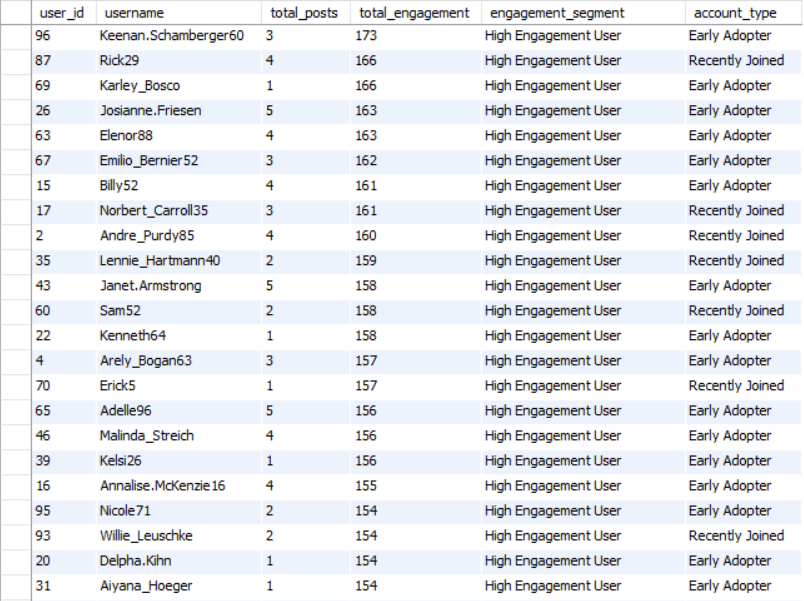 user_id username total_posts total_engagement engagement_segment account_type
96 Keenan.Schamberger60 3 173 High Engagement User Early Adopter
87 Rick29 4 166 High Engagement User Recently Joined
69 Karley_Bosco 1 166 High Engagement User Early Adopter
26 Josianne.Friesen 5 163 High Engagement User Early Adopter
63 Elenor88 4 163 High Engagement User Early Adopter
67 Emilio_Bernier52 3 162 High Engagement User Early Adopter
15 Billy52 4 161 High Engagement User Early Adopter
17 Norbert_Carroll35 3 161 High Engagement User Recently Joined
2 Andre_Purdy85 4 160 High Engagement User Recently Joined
35 Lennie_Hartmann40 2 159 High Engagement User Recently Joined
43 Janet.Armstrong 5 158 High Engagement User Early Adopter
60 Sam52 2 158 High Engagement User Recently Joined
22 Kenneth64 1 158 High Engagement User Early Adopter
4 Arely_Bogan63 3 157 High Engagement User Early Adopter
70 Erick5 1 157 High Engagement User Recently Joined
65 Adelle96 5 156 High Engagement User Early Adopter
46 Malinda_Streich 4 156 High Engagement User Early Adopter
39 Kelsi26 1 156 High Engagement User Early Adopter
16 Annalise.McKenzie16 4 155 High Engagement User Early Adopter
95 Nicole71 2 154 High Engagement User Early Adopter
93 Willie_Leuschke 2 154 High Engagement User Recently Joined
20 Delpha.Kihn 1 154 High Engagement User Early Adopter
31 Aiyana_Hoeger 1 154 High Engagement User Early Adopter